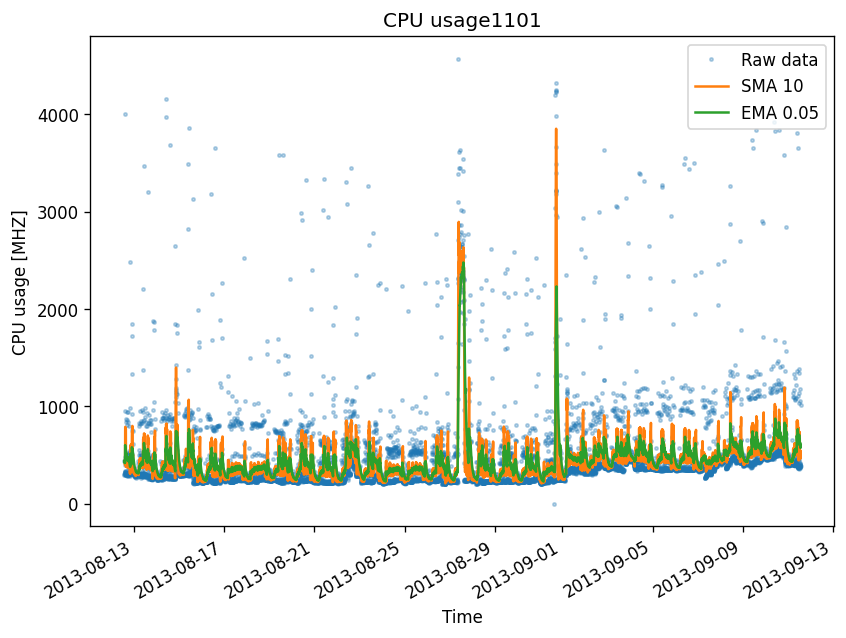 CPU usage1101
Raw data
SMA 10
EMA 0.05
4000
3000
2000
1000
0
CPU usage [MHZ]
2013-08-13
2013-08-17
2013-08-21
2013-08-25
2013-08-29
2013-09-01
2013-09-05
2013-09-09
2013-09-13
Time